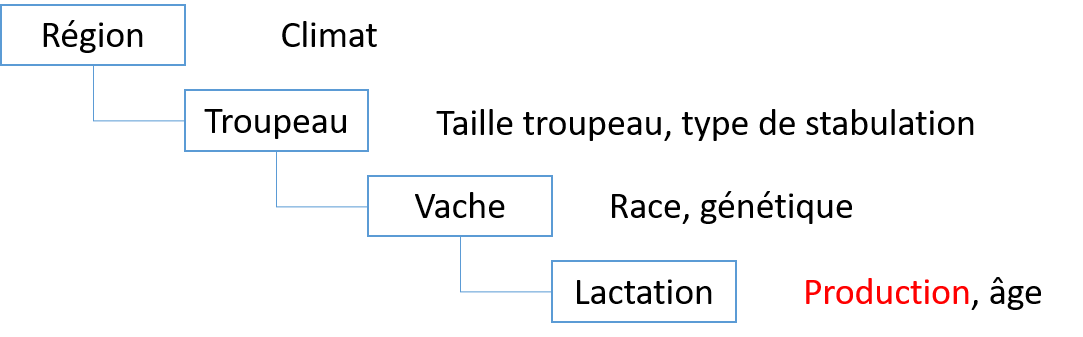 Région Climat
Troupeau Taille troupeau, type de stabulation
Vache Race, génétique
Lactation Production, âge